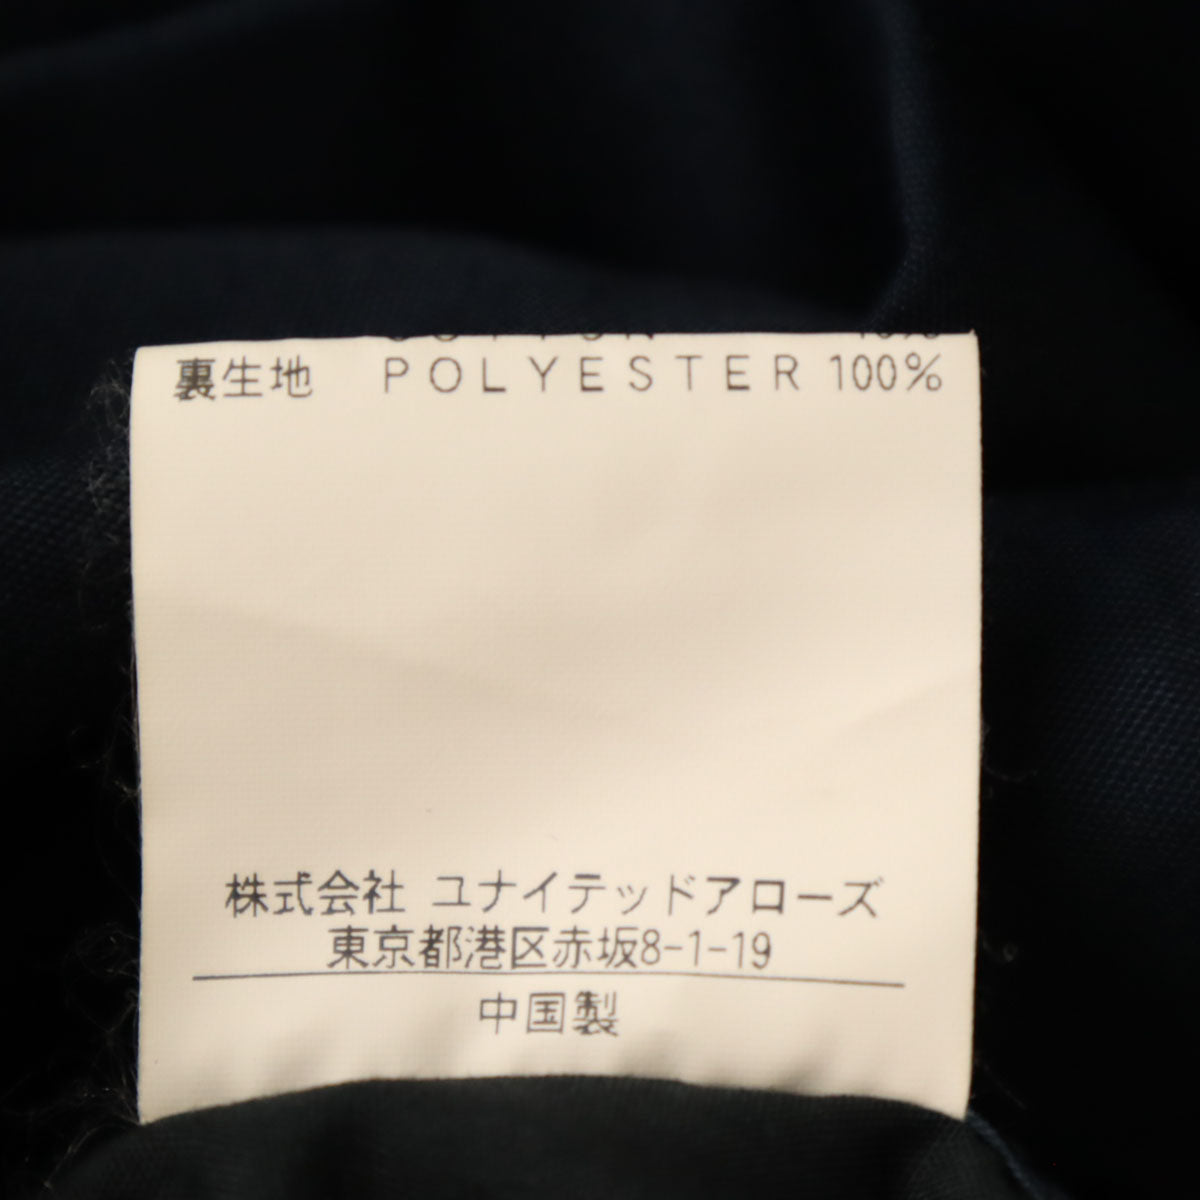 裏生地 POLYESTER 100%
株式会社 ユナイテッドアローズ
東京都港区赤坂8-1-19
中国製